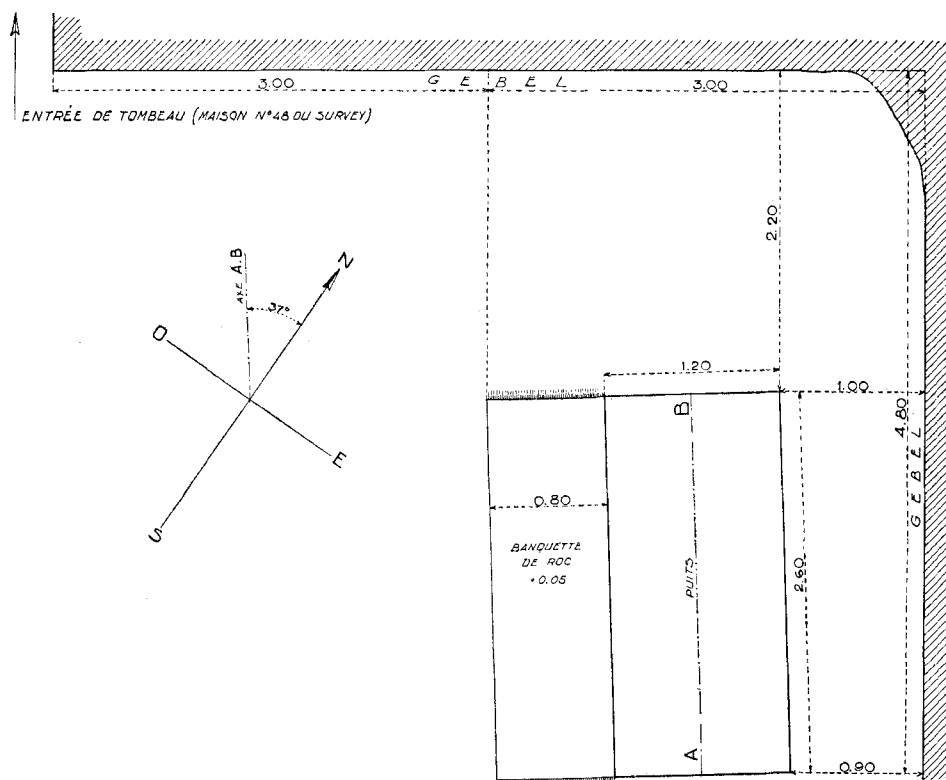 3.00
G E B E L
3.00
ENTRÉE DE TOMBEAU (MAISON N°48 DU SURVEY)
2.20
AXE A.B
N
37°
O
E
S
1.20
1.00
B
4.80
GEBEL
0.80
BANQUETTE
DE ROC
+0.05
PUITS
2.60
A
0.90